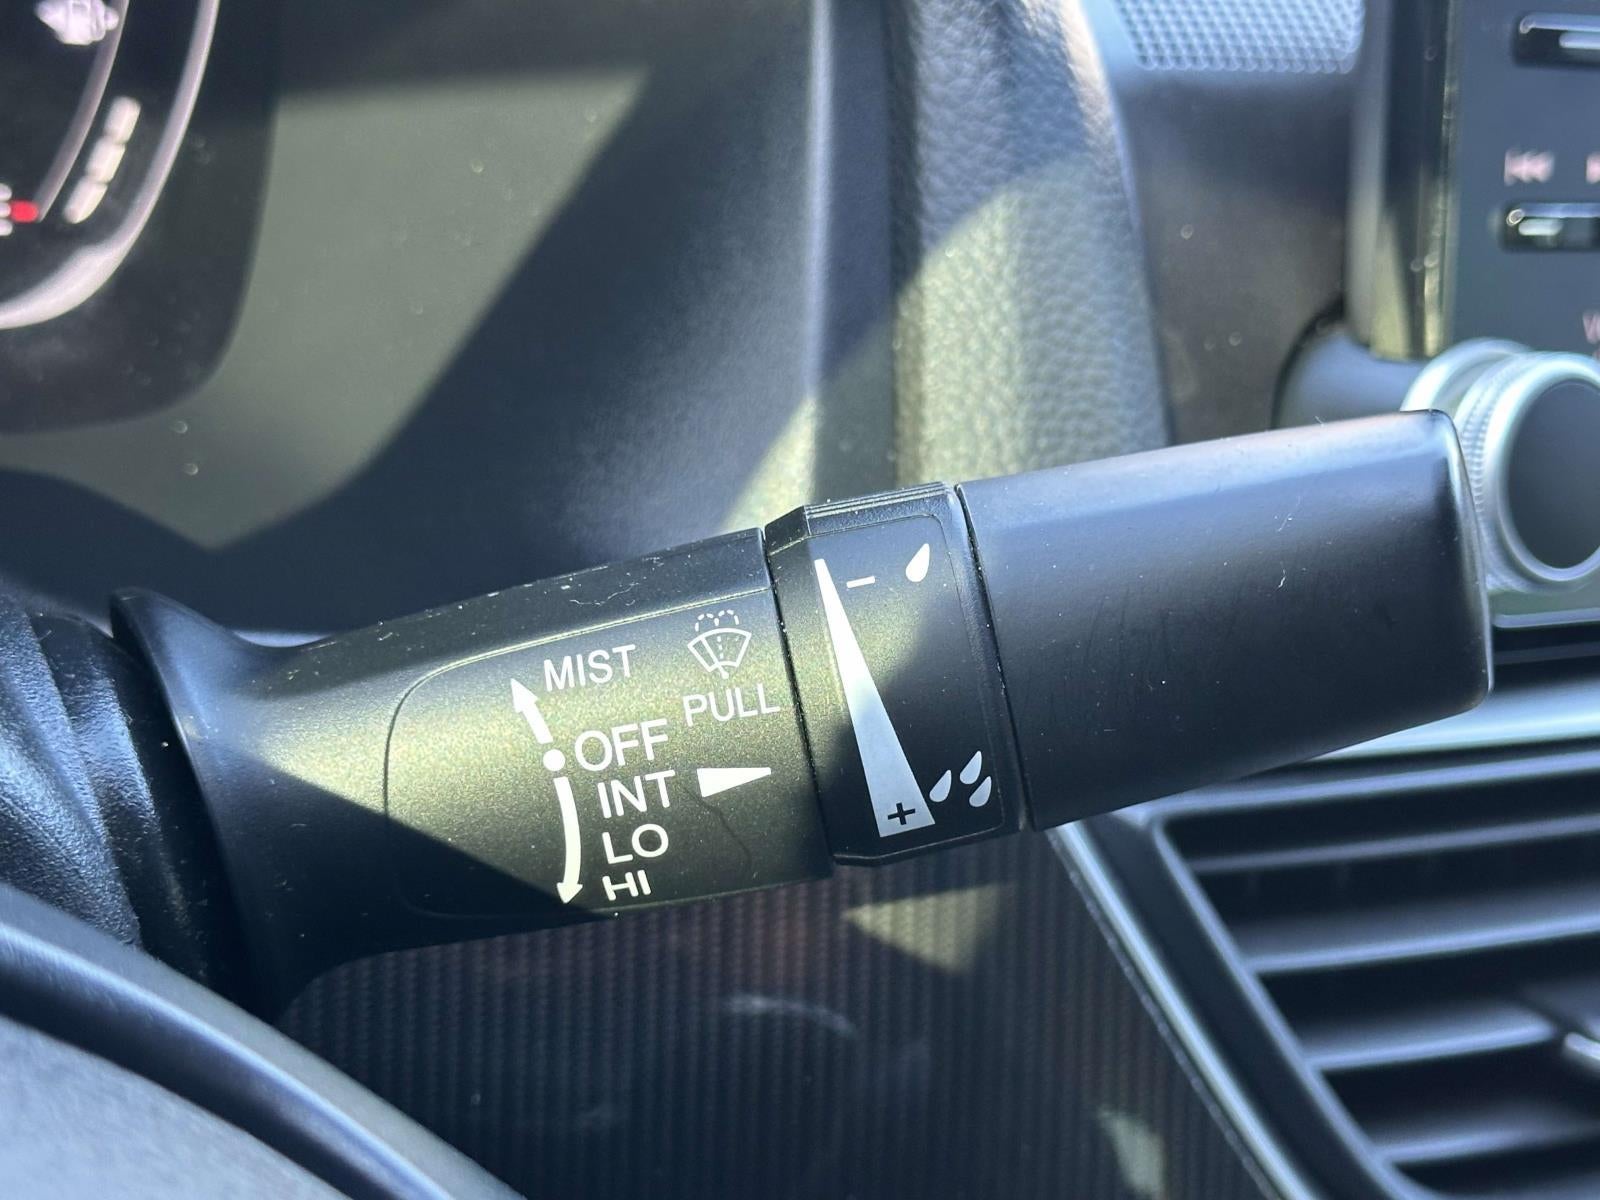 MIST
PULL
OFF
INT
LO
HI
−
+